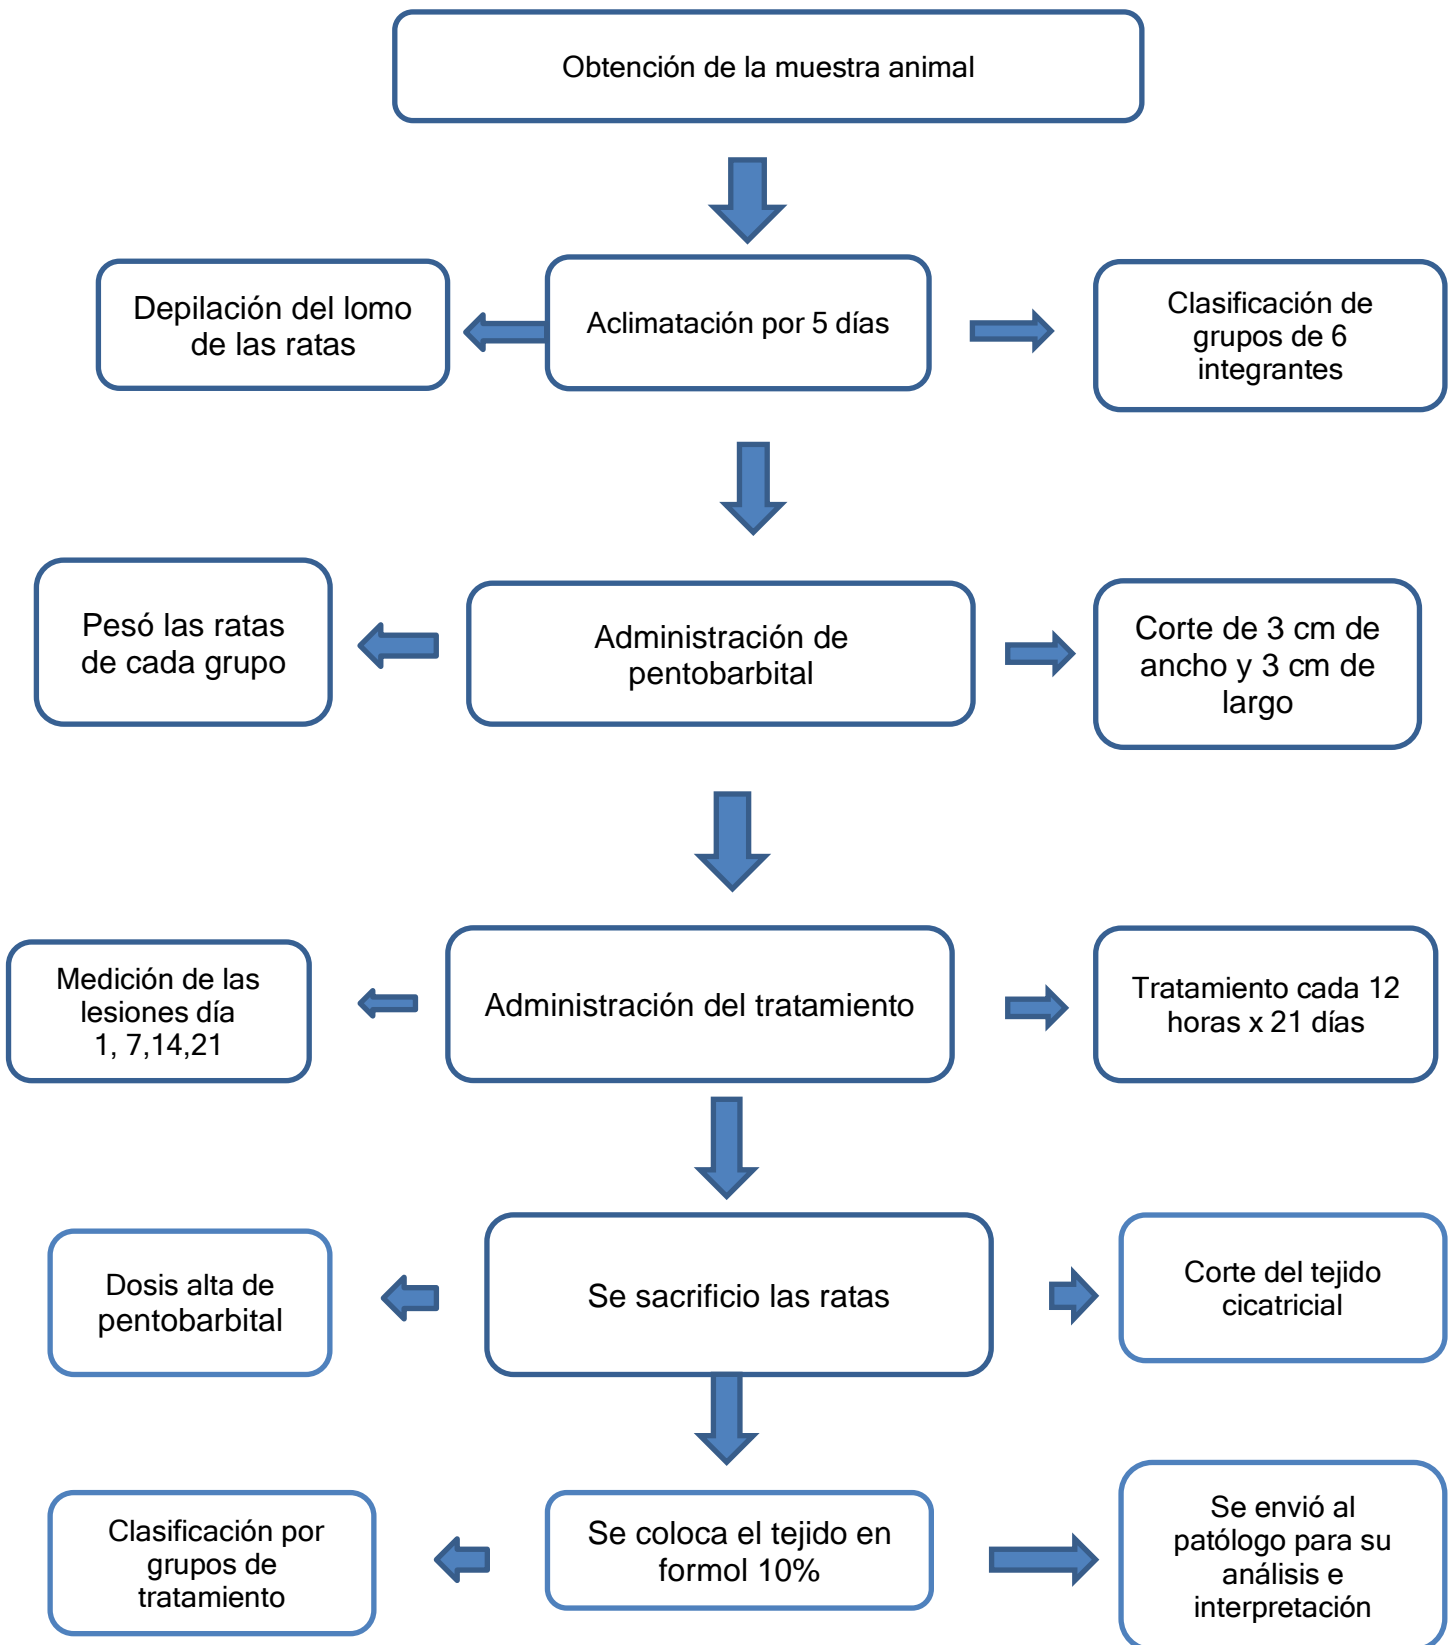 Obtención de la muestra animal
Depilación del lomo
de las ratas
Aclimatación por 5 días
Clasificación de
grupos de 6
integrantes
Pesó las ratas
de cada grupo
Administración de
pentobarbital
Corte de 3 cm de
ancho y 3 cm de
largo
Medición de las
lesiones día
1, 7,14,21
Administración del tratamiento
Tratamiento cada 12
horas x 21 días
Dosis alta de
pentobarbital
Se sacrificio las ratas
Corte del tejido
cicatricial
Clasificación por
grupos de
tratamiento
Se coloca el tejido en
formol 10%
Se envió al
patólogo para su
análisis e
interpretación